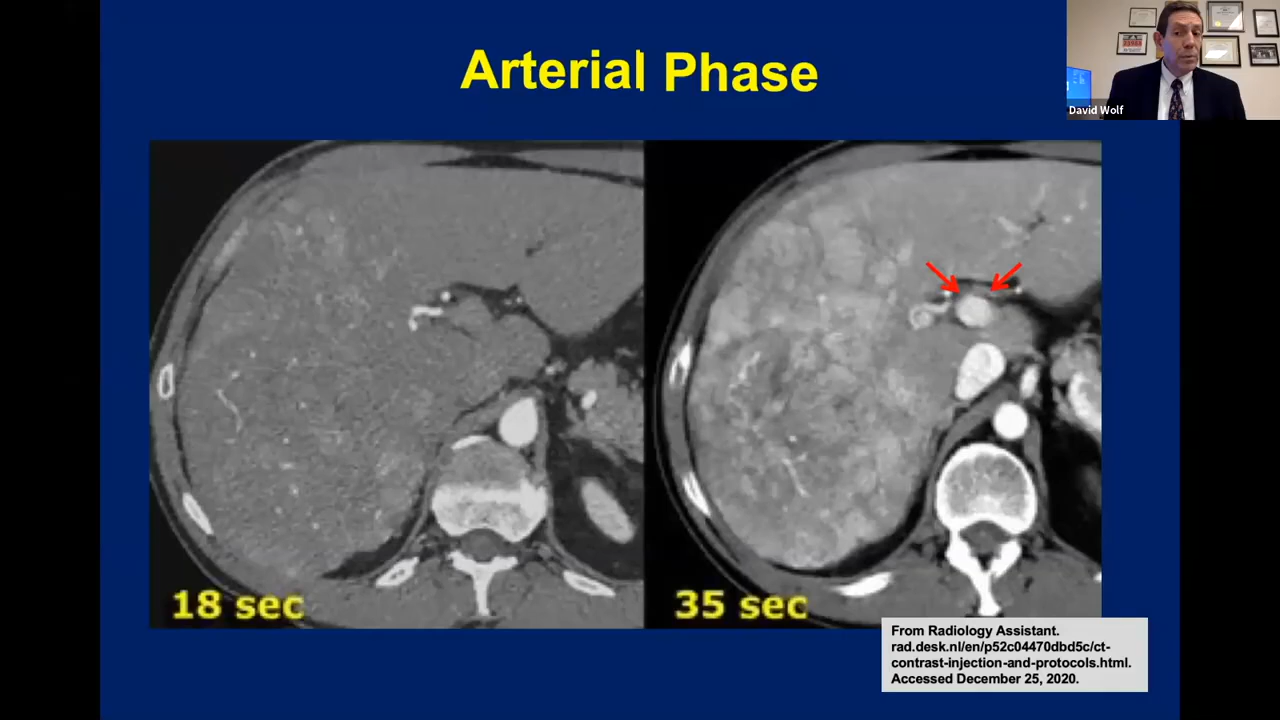 Arterial Phase
David Wolf
18 sec
35 sec
From Radiology Assistant.
rad.desk.nl/en/p52c04470dbd5c/ct-
contrast-injection-and-protocols.html.
Accessed December 25, 2020.